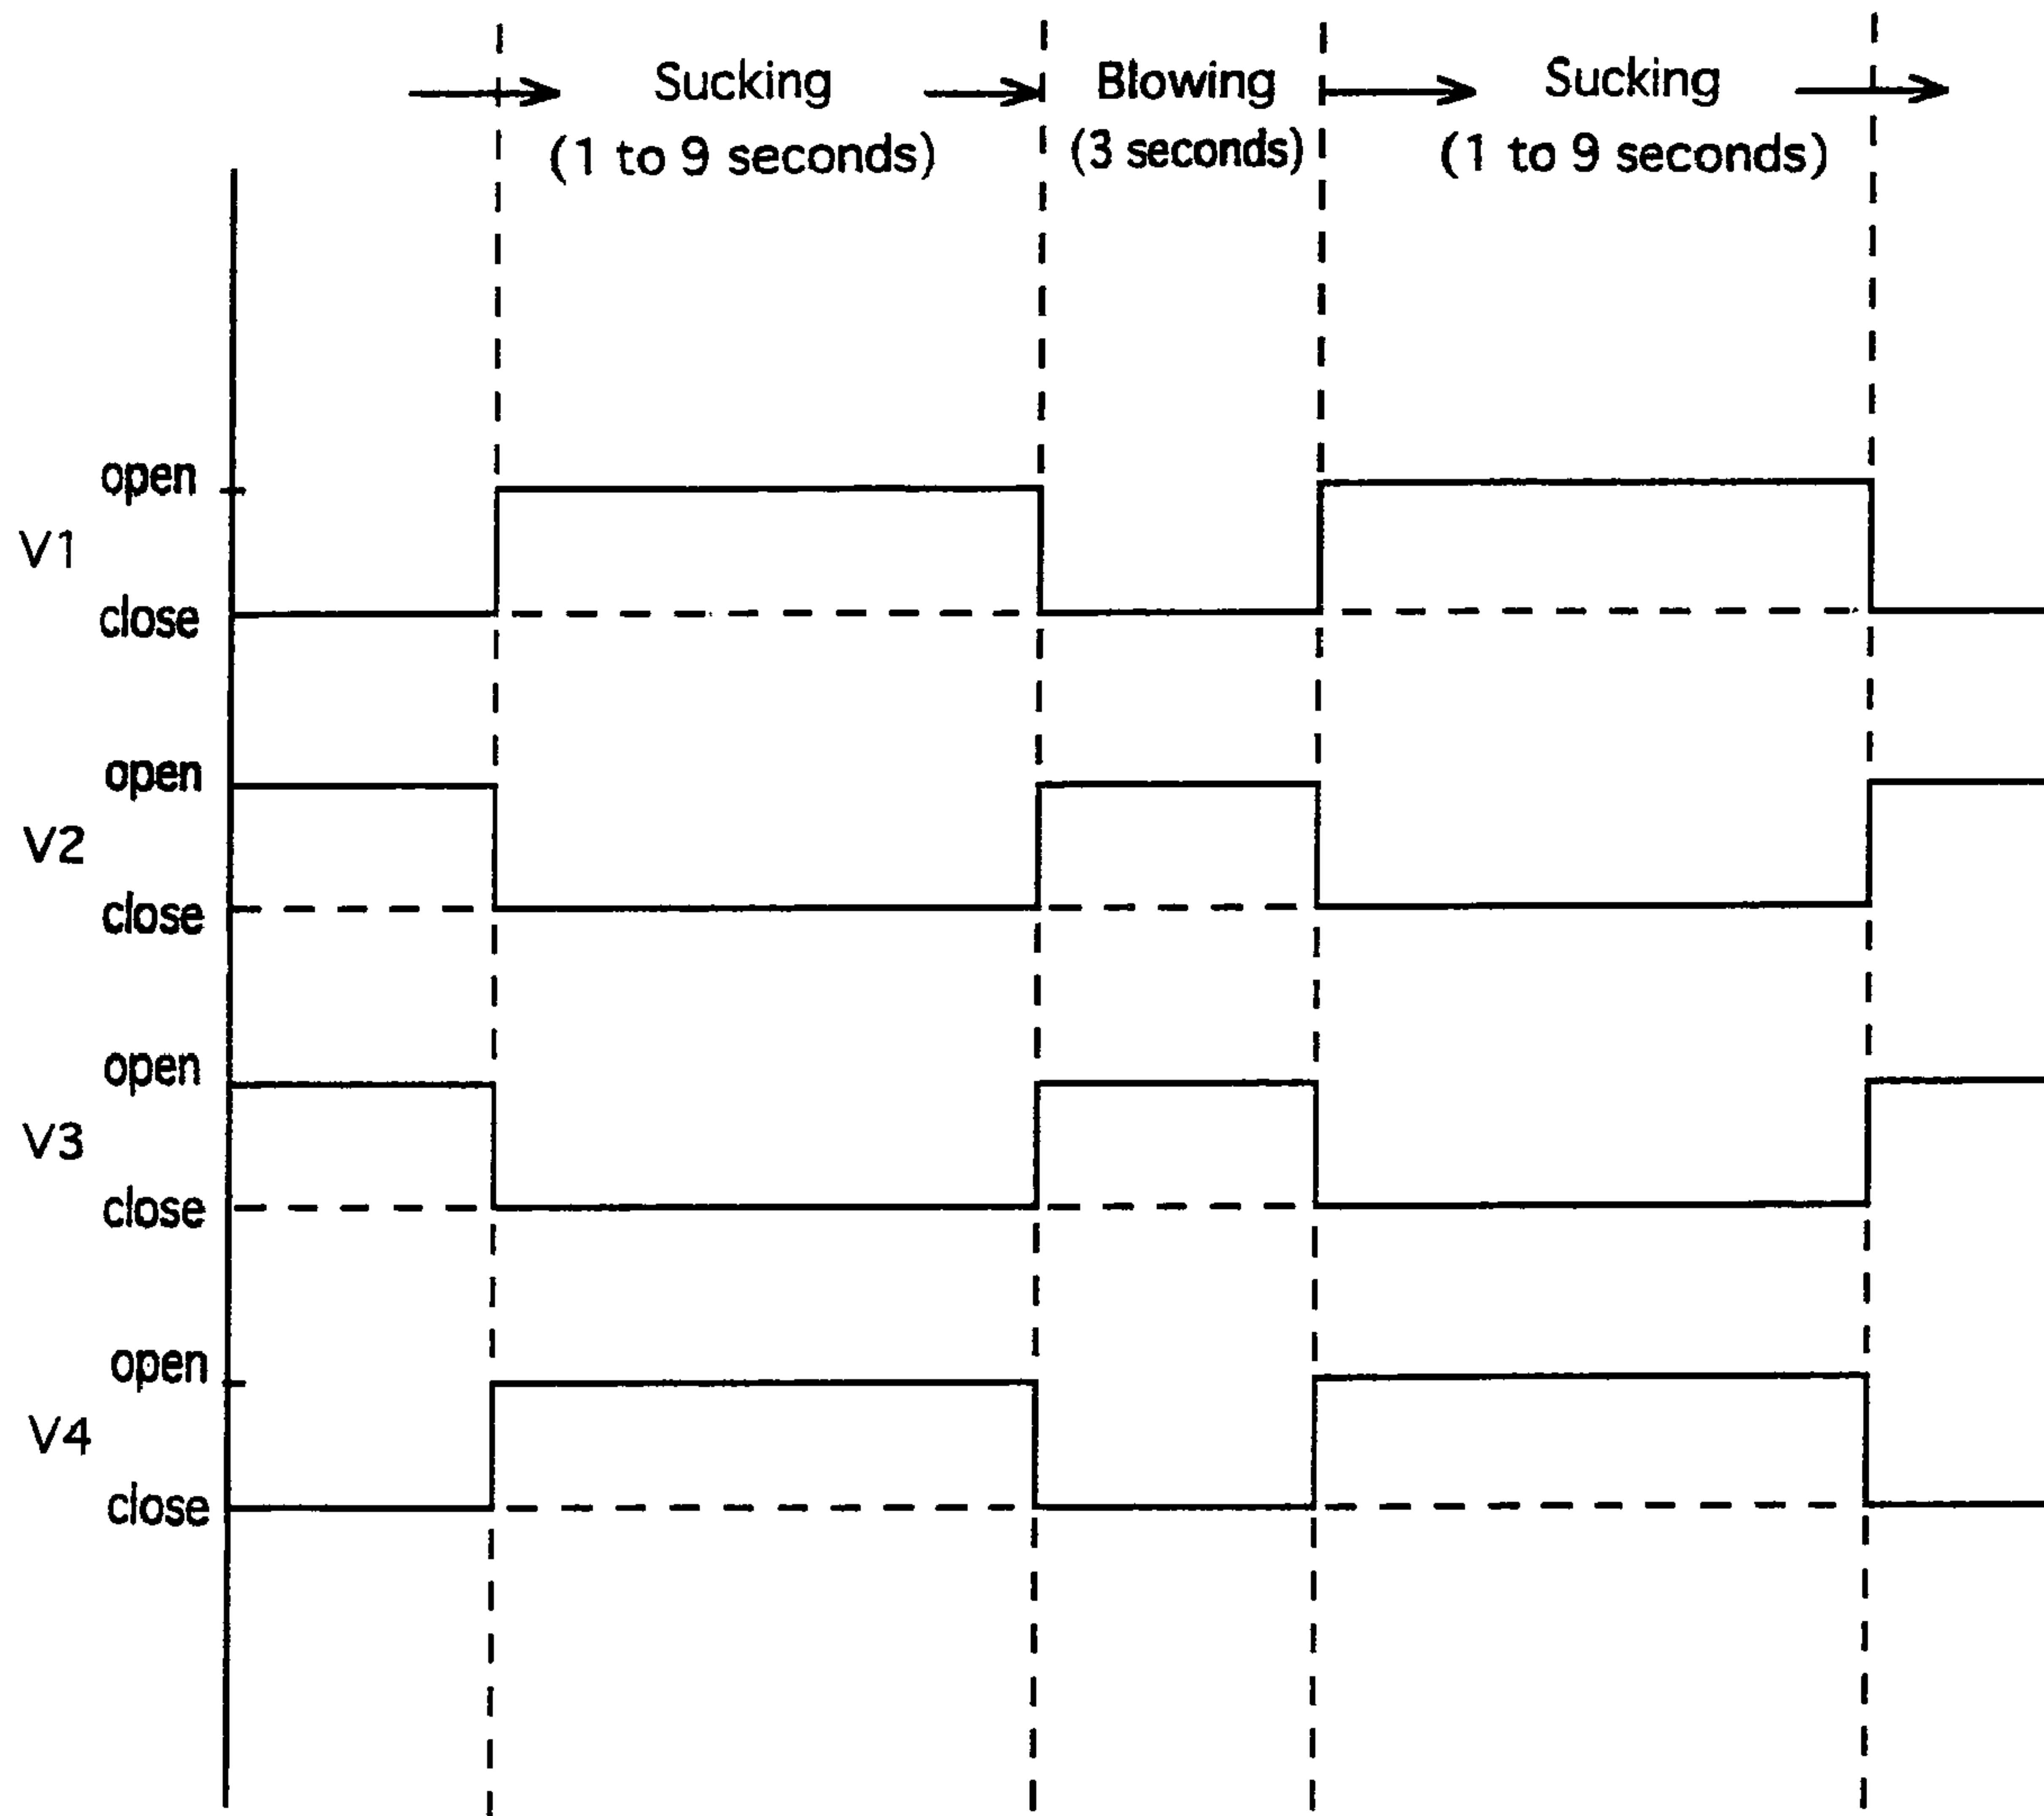 Sucking
(1 to 9 seconds)
Blowing
(3 seconds)
Sucking
(1 to 9 seconds)
open
V1
close
open
V2
close
open
V3
close
open
V4
close